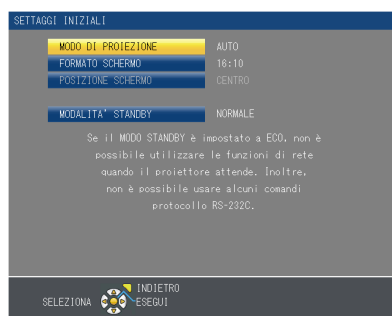 SETTAGGI INIZIALI
MODO DI PROIEZIONE AUTO
FORMATO SCHERMO 16:10
POSIZIONE SCHERMO CENTRO
MODALITA' STANDBY NORMALE
Se il MODO STANDBY è impostato a ECO, non è
possibile utilizzare le funzioni di rete
quando il proiettore attende. Inoltre,
non è possibile usare alcuni comandi
protocollo RS-232C.
INDIETRO
SELEZIONA ESEGUI